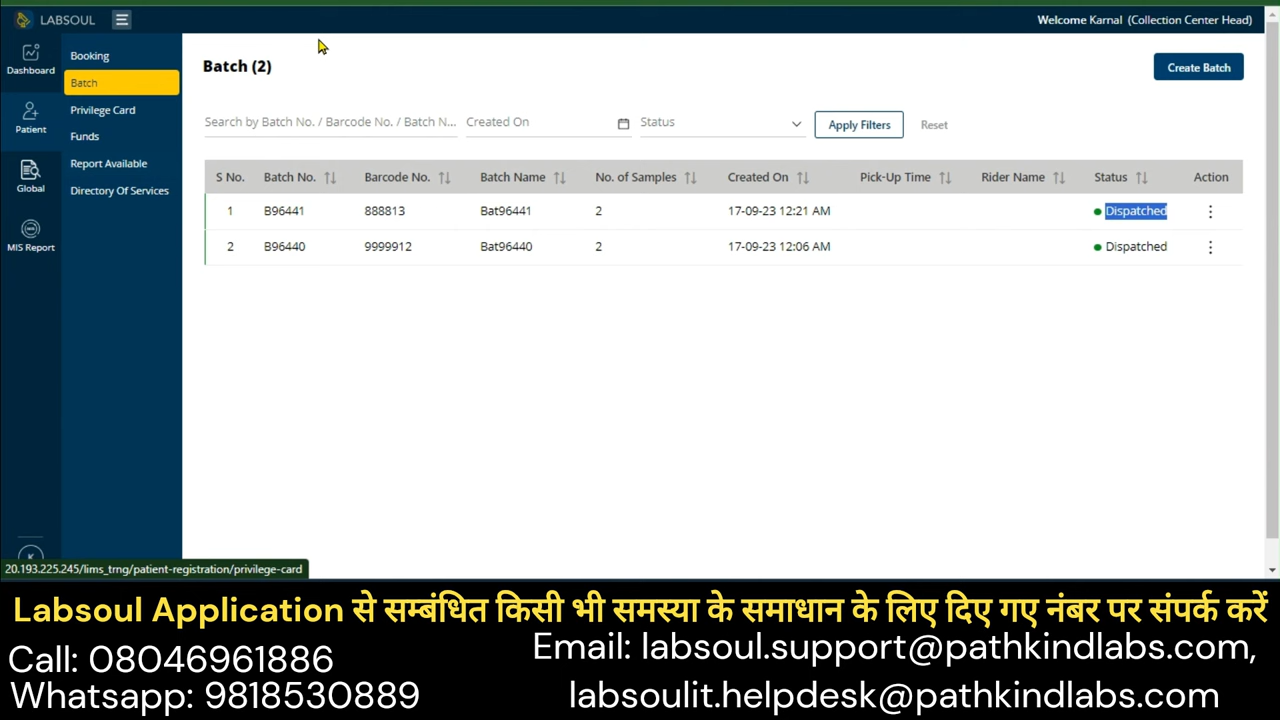 LABSOUL
Welcome Karnal (Collection Center Head)
Dashboard
Patient
Global
MIS Report
K
Booking
Batch
Privilege Card
Funds
Report Available
Directory Of Services
Batch (2)
Create Batch
Search by Batch No. / Barcode No. / Batch N... Created On Status Apply Filters Reset
S No. Batch No. Barcode No. Batch Name No. of Samples Created On Pick-Up Time Rider Name Status Action
1 B96441 888813 Bat96441 2 17-09-23 12:21 AM Dispatched
2 B96440 9999912 Bat96440 2 17-09-23 12:06 AM Dispatched
20.193.225.245/lims_trng/patient-registration/privilege-card
Labsoul Application से सम्बंधित किसी भी समस्या के समाधान के लिए दिए गए नंबर पर संपर्क करें
Call: 08046961886
Whatsapp: 9818530889
Email: labsoul.support@pathkindlabs.com,
labsoulit.helpdesk@pathkindlabs.com